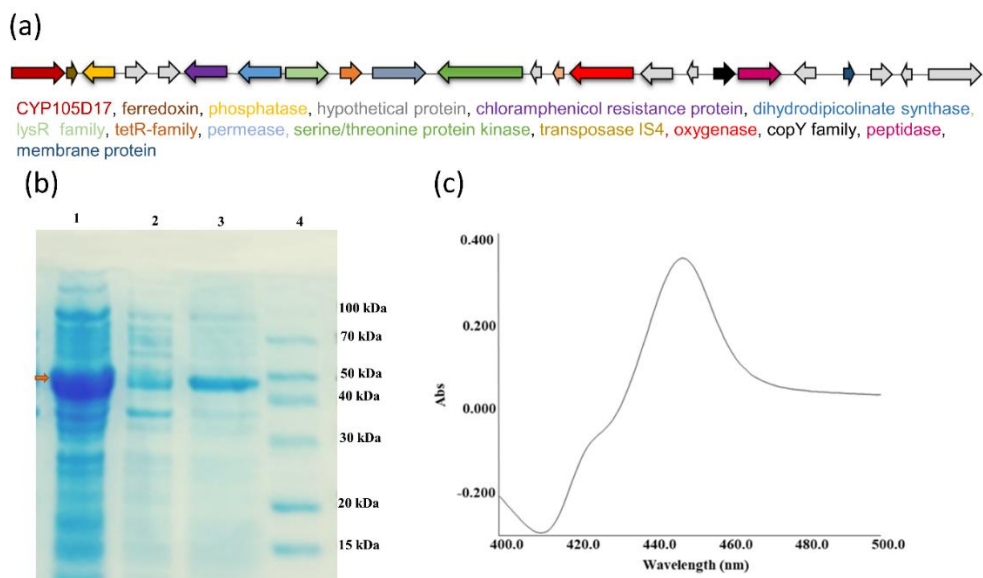 (a)
CYP105D17, ferredoxin, phosphatase, hypothetical protein, chloramphenicol resistance protein, dihydrodipicolinate synthase,
lysR family, tetR-family, permease, serine/threonine protein kinase, transposase IS4, oxygenase, copY family, peptidase,
membrane protein
(b)
1 2 3 4
100 kDa
70 kDa
50 kDa
40 kDa
30 kDa
20 kDa
15 kDa
(c)
0.400
0.200
0.000
-0.200
Abs
400.0 420.0 440.0 460.0 480.0 500.0
Wavelength (nm)